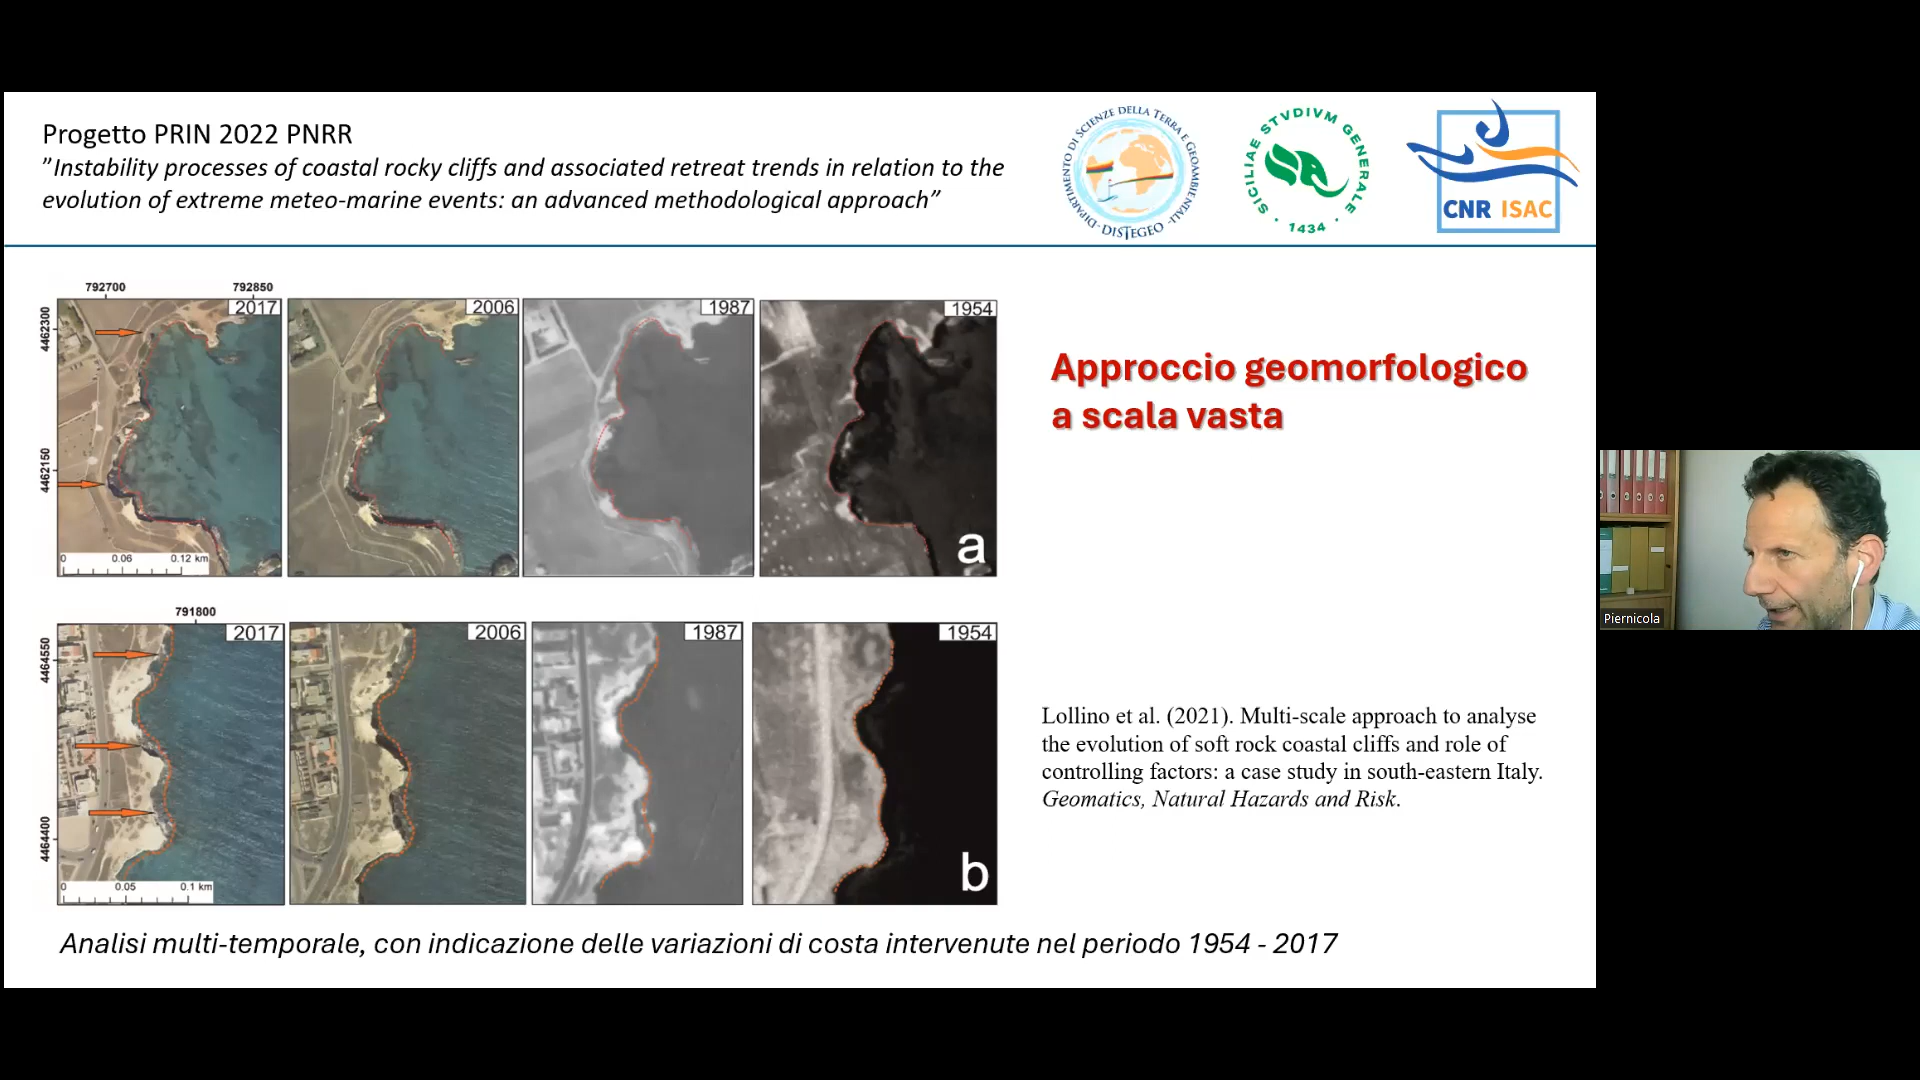 Progetto PRIN 2022 PNRR
”Instability processes of coastal rocky cliffs and associated retreat trends in relation to the
evolution of extreme meteo-marine events: an advanced methodological approach”
DIPARTIMENTO DI SCIENZE DELLA TERRA E GEOAMBIENTALI
DISTEGEO
SICILIAE STVDIVM GENERALE
1434
CNR ISAC
792700 792850
4462300
4462150
2017
2006
1987
1954
0 0.06 0.12 km
a
Approccio geomorfologico
a scala vasta
791800
4464550
4464400
2017
2006
1987
1954
0 0.05 0.1 km
b
Lollino et al. (2021). Multi-scale approach to analyse
the evolution of soft rock coastal cliffs and role of
controlling factors: a case study in south-eastern Italy.
Geomatics, Natural Hazards and Risk.
Analisi multi-temporale, con indicazione delle variazioni di costa intervenute nel periodo 1954 - 2017
Piernicola